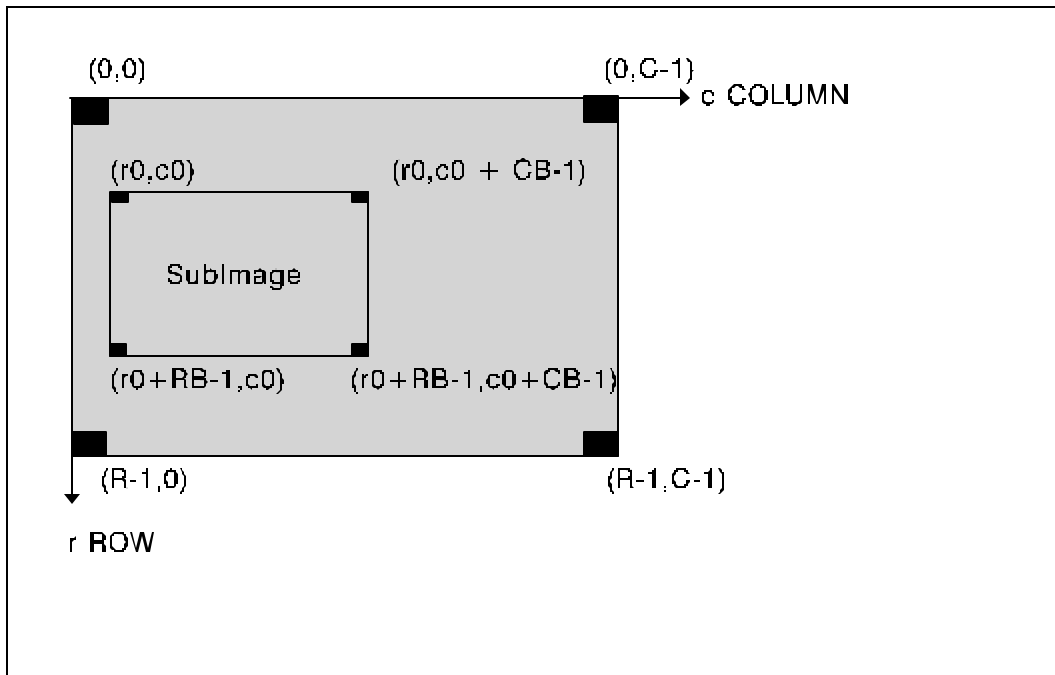 (0,0)
(0,C-1)
c COLUMN
(r0,c0)
(r0,c0 + CB-1)
SubImage
(r0+RB-1,c0)
(r0+RB-1,c0+CB-1)
(R-1,0)
(R-1,C-1)
r ROW